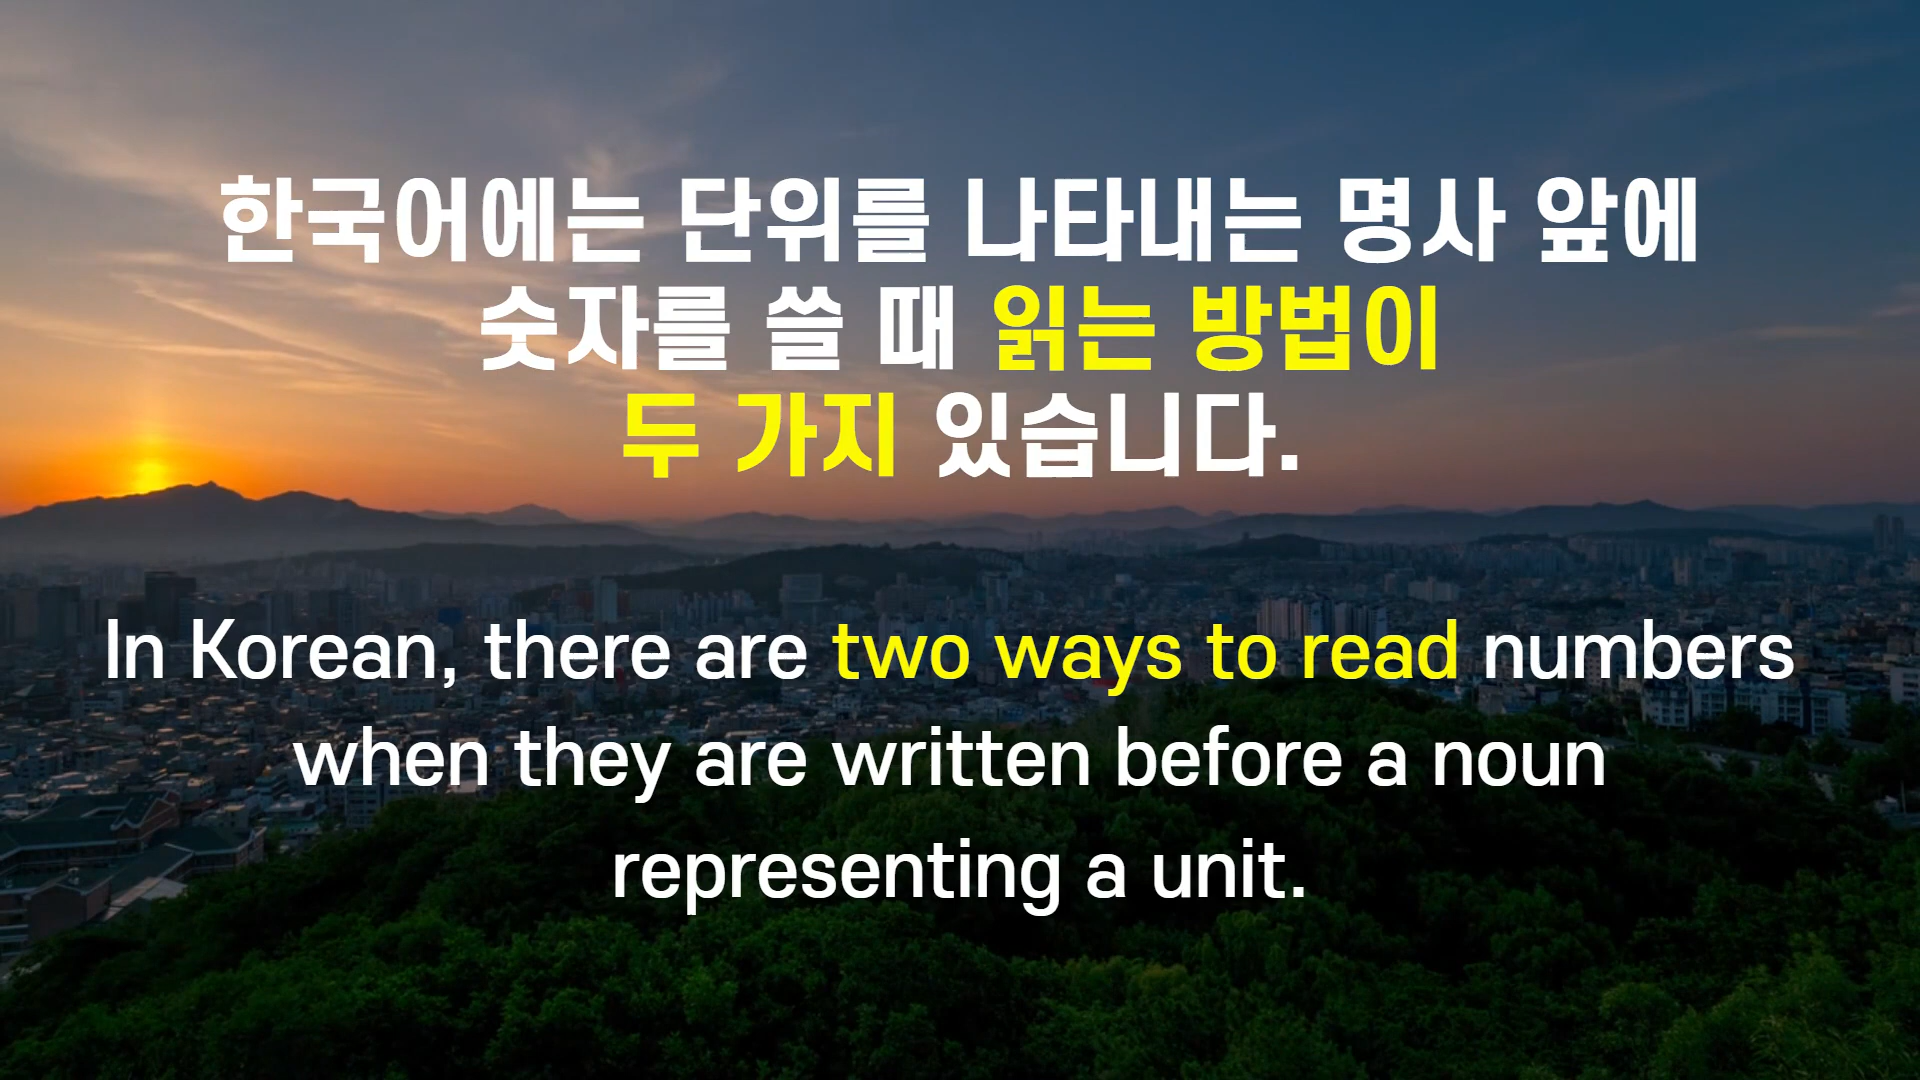 한국어에는 단위를 나타내는 명사 앞에
숫자를 쓸 때 읽는 방법이
두 가지 있습니다.
In Korean, there are two ways to read numbers
when they are written before a noun
representing a unit.